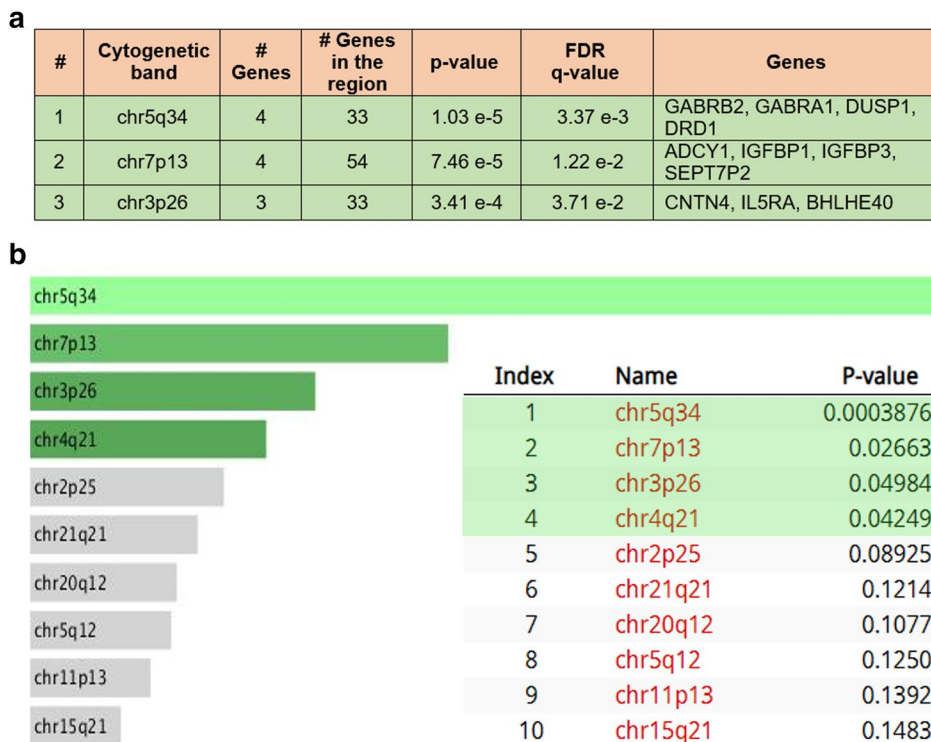 a
# Cytogenetic band # Genes # Genes in the region p-value FDR q-value Genes
1 chr5q34 4 33 1.03 e-5 3.37 e-3 GABRB2, GABRA1, DUSP1, DRD1
2 chr7p13 4 54 7.46 e-5 1.22 e-2 ADCY1, IGFBP1, IGFBP3, SEPT7P2
3 chr3p26 3 33 3.41 e-4 3.71 e-2 CNTN4, IL5RA, BHLHE40
b
chr5q34
chr7p13
chr3p26
chr4q21
chr2p25
chr21q21
chr20q12
chr5q12
chr11p13
chr15q21
Index Name P-value
1 chr5q34 0.0003876
2 chr7p13 0.02663
3 chr3p26 0.04984
4 chr4q21 0.04249
5 chr2p25 0.08925
6 chr21q21 0.1214
7 chr20q12 0.1077
8 chr5q12 0.1250
9 chr11p13 0.1392
10 chr15q21 0.1483